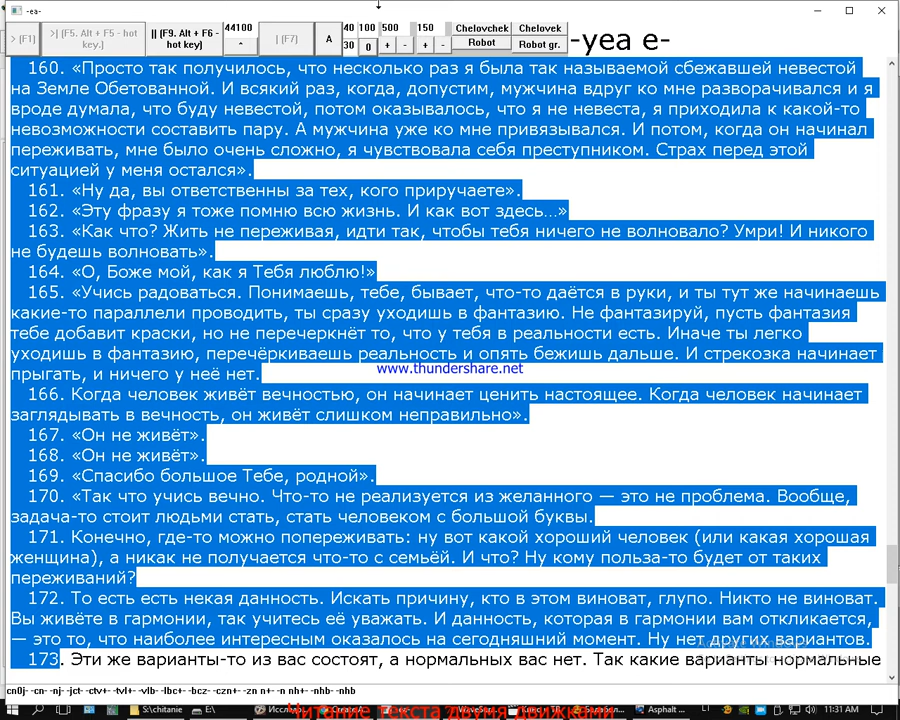 -ea-
> [F1]
>| [F5. Alt + F5 - hot key.]
|| [F9. Alt + F6 - hot key)
44100
^
| [F7]
A
40 100 500 150
30 0 + - + -
Chelovchek Chelovek
Robot Robot gr.
-yea e-
160. «Просто так получилось, что несколько раз я была так называемой сбежавшей невестой
на Земле Обетованной. И всякий раз, когда, допустим, мужчина вдруг ко мне разворачивался и я
вроде думала, что буду невестой, потом оказывалось, что я не невеста, я приходила к какой-то
невозможности составить пару. А мужчина уже ко мне привязывался. И потом, когда он начинал
переживать, мне было очень сложно, я чувствовала себя преступником. Страх перед этой
ситуацией у меня остался».
161. «Ну да, вы ответственны за тех, кого приручаете».
162. «Эту фразу я тоже помню всю жизнь. И как вот здесь…»
163. «Как что? Жить не переживая, идти так, чтобы тебя ничего не волновало? Умри! И никого
не будешь волновать».
164. «О, Боже мой, как я Тебя люблю!»
165. «Учись радоваться. Понимаешь, тебе, бывает, что-то даётся в руки, и ты тут же начинаешь
какие-то параллели проводить, ты сразу уходишь в фантазию. Не фантазируй, пусть фантазия
тебе добавит краски, но не перечеркнёт то, что у тебя в реальности есть. Иначе ты легко
уходишь в фантазию, перечёркиваешь реальность и опять бежишь дальше. И стрекозка начинает
прыгать, и ничего у неё нет.
www.thundershare.net
166. Когда человек живёт вечностью, он начинает ценить настоящее. Когда человек начинает
заглядывать в вечность, он живёт слишком неправильно».
167. «Он не живёт».
168. «Он не живёт».
169. «Спасибо большое Тебе, родной».
170. «Так что учись вечно. Что-то не реализуется из желанного — это не проблема. Вообще,
задача-то стоит людьми стать, стать человеком с большой буквы.
171. Конечно, где-то можно попереживать: ну вот какой хороший человек (или какая хорошая
женщина), а никак не получается что-то с семьёй. И что? Ну кому польза-то будет от таких
переживаний?
172. То есть есть некая данность. Искать причину, кто в этом виноват, глупо. Никто не виноват.
Вы живёте в гармонии, так учитесь её уважать. И данность, которая в гармонии вам откликается,
— это то, что наиболее интересным оказалось на сегодняшний момент. Ну нет других вариантов.
173. Эти же варианты-то из вас состоят, а нормальных вас нет. Так какие варианты нормальные
cn0j- -cn- -nj- -jct- -ctv+- -tvl+- -vlb- -lbc+- -bcz- -czn+- -zn n+- -n nh+- -nhb- -nhb
S:\chitanie
E:\
Asphalt ...
11:31 AM
Читание текста двумя движками